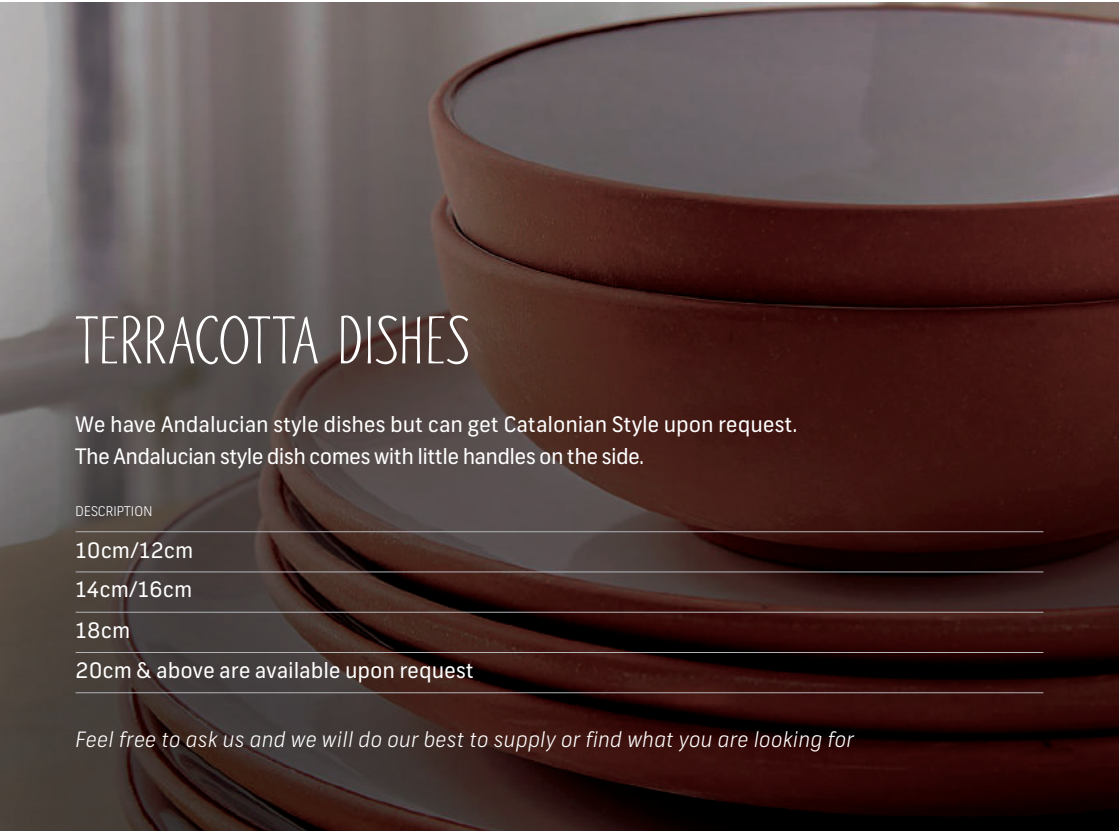 TERRACOTTA DISHES
We have Andalucian style dishes but can get Catalonian Style upon request.
The Andalucian style dish comes with little handles on the side.
DESCRIPTION
10cm/12cm
14cm/16cm
18cm
20cm & above are available upon request
Feel free to ask us and we will do our best to supply or find what you are looking for